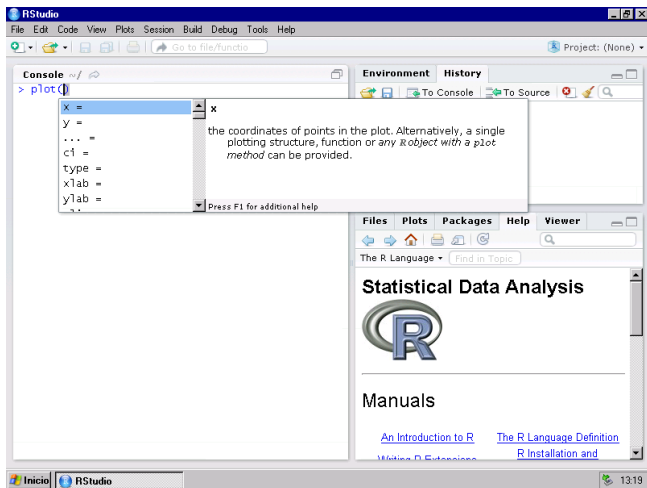 RStudio
File Edit Code View Plots Session Build Debug Tools Help
Go to file/functio
Project: (None)
Console ~/
Environment History
To Console To Source
> plot()
x =
y =
... =
ci =
type =
xlab =
ylab =
x
the coordinates of points in the plot. Alternatively, a single
plotting structure, function or any R object with a plot
method can be provided.
Press F1 for additional help
Files Plots Packages Help Viewer
The R Language Find in Topic
Statistical Data Analysis
R
Manuals
An Introduction to R The R Language Definition
Writing R Extensions R Installation and
Inicio RStudio 13:19